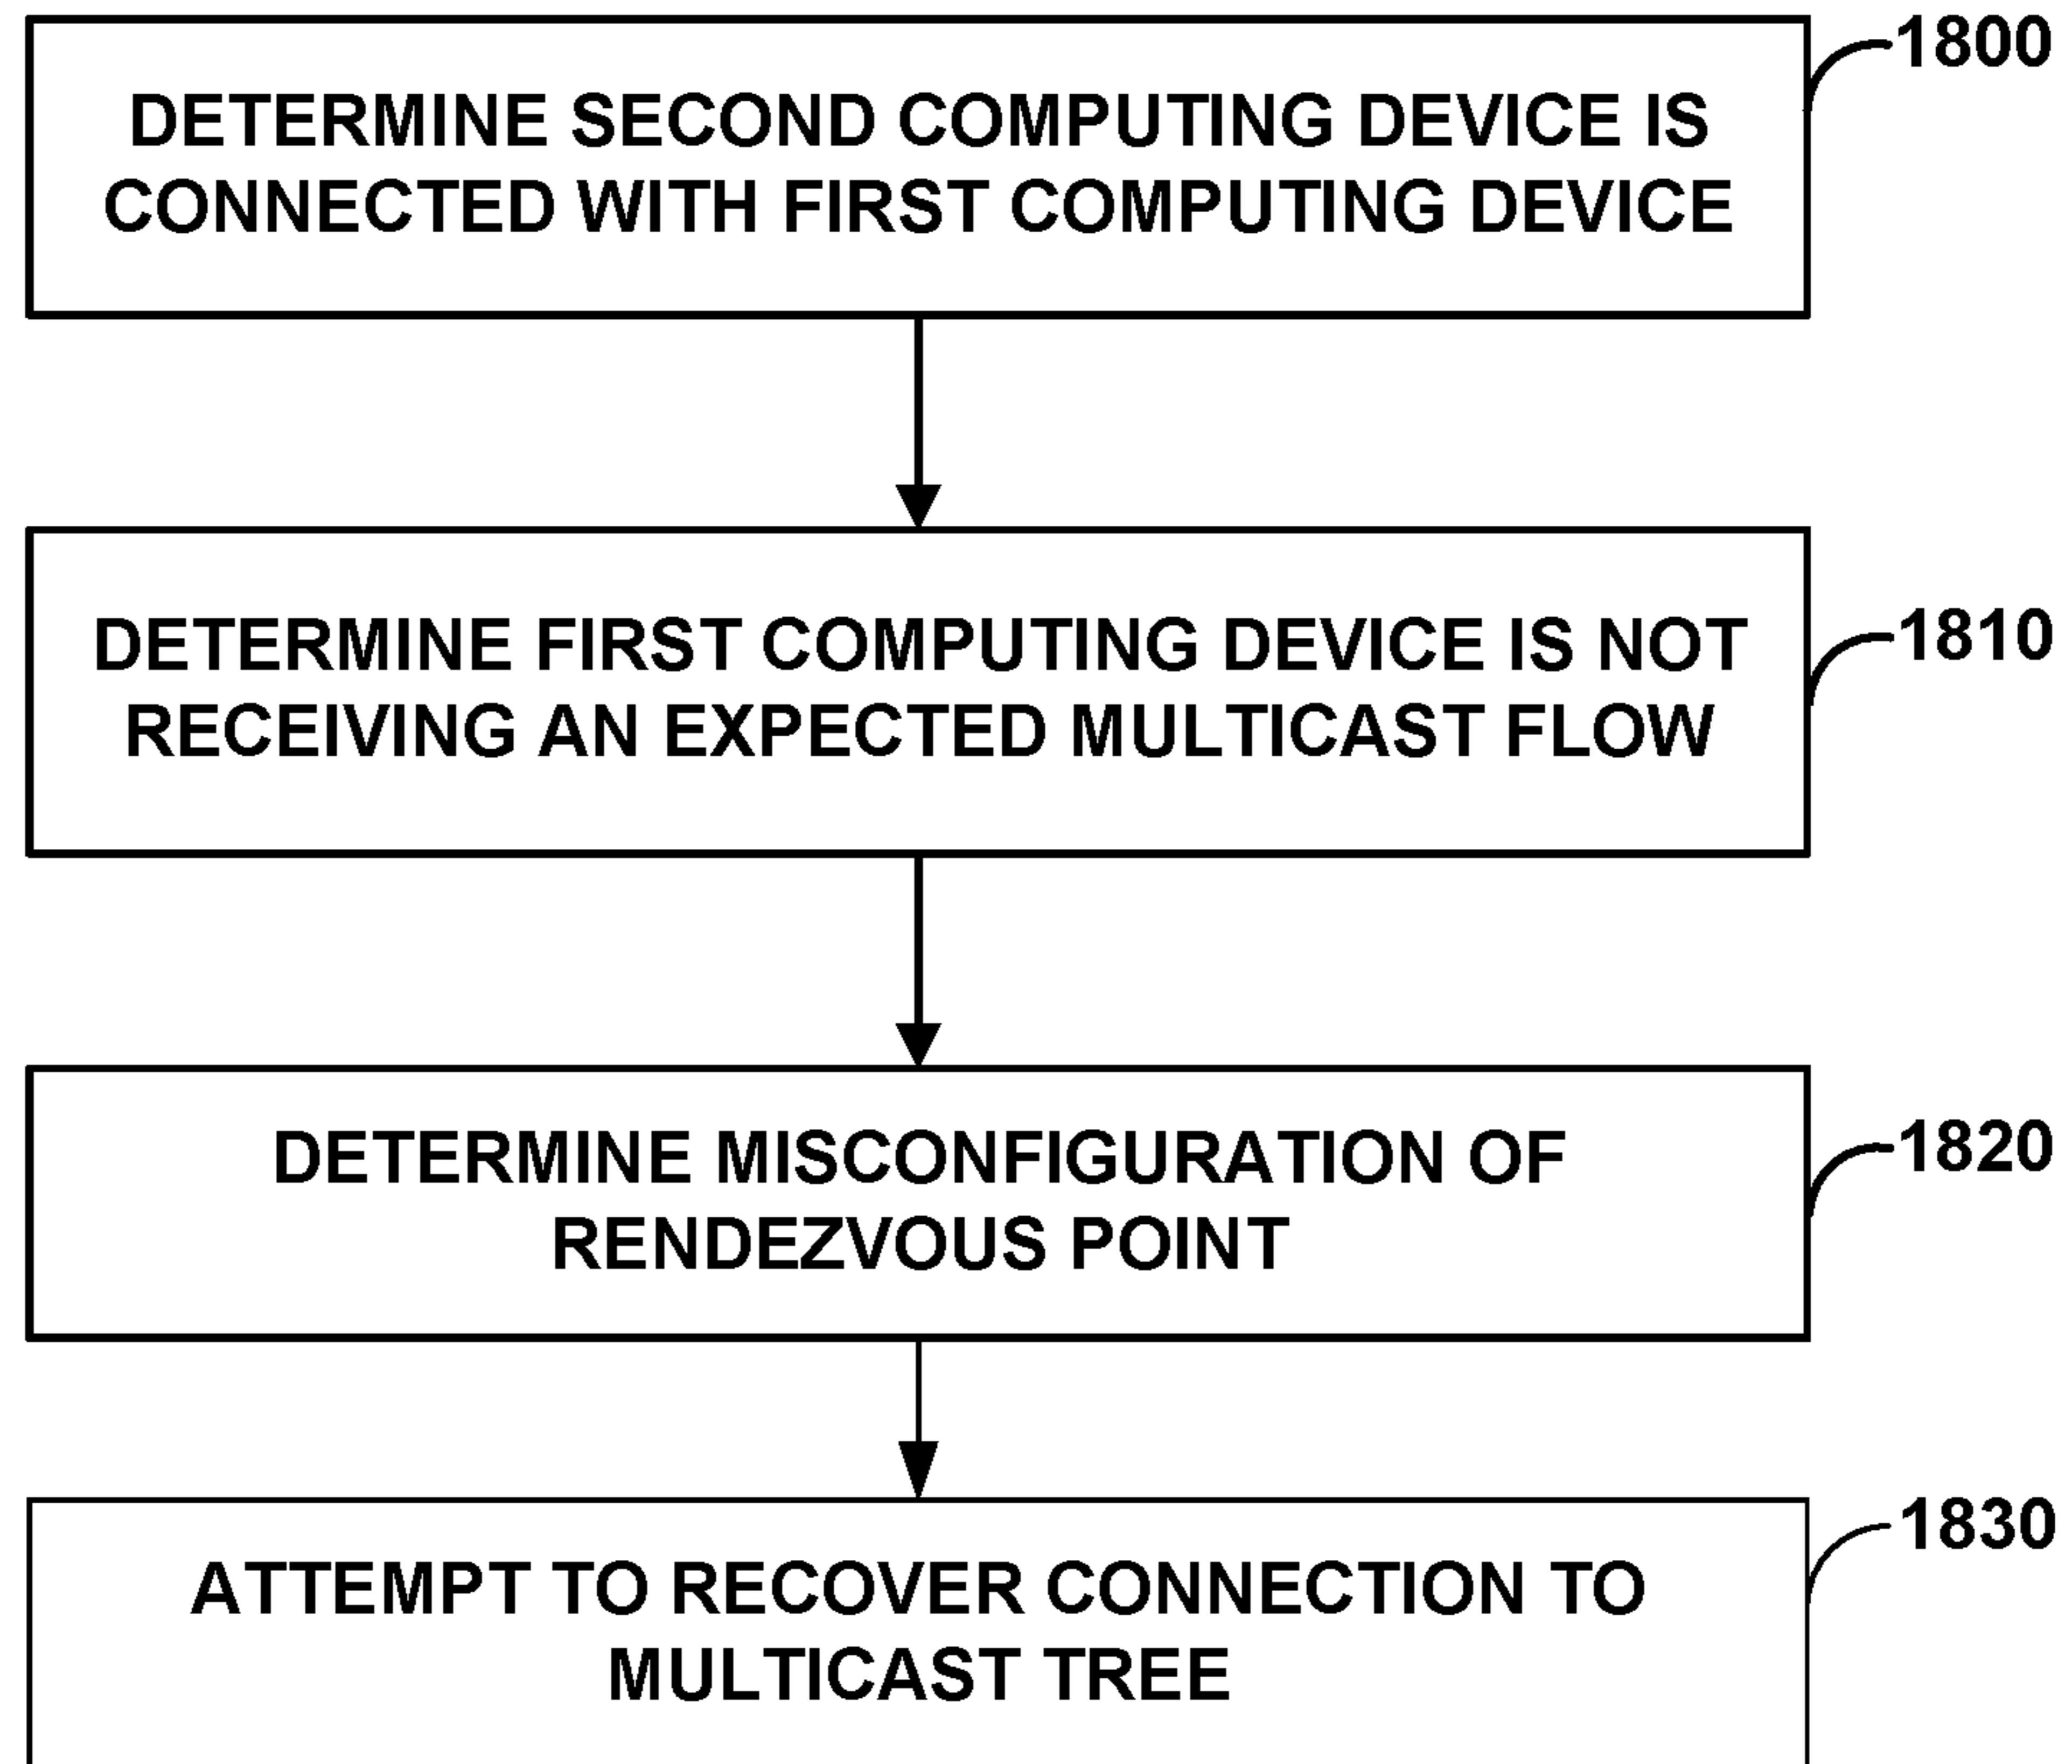 1800
DETERMINE SECOND COMPUTING DEVICE IS
CONNECTED WITH FIRST COMPUTING DEVICE
1810
DETERMINE FIRST COMPUTING DEVICE IS NOT
RECEIVING AN EXPECTED MULTICAST FLOW
1820
DETERMINE MISCONFIGURATION OF
RENDEZVOUS POINT
1830
ATTEMPT TO RECOVER CONNECTION TO
MULTICAST TREE